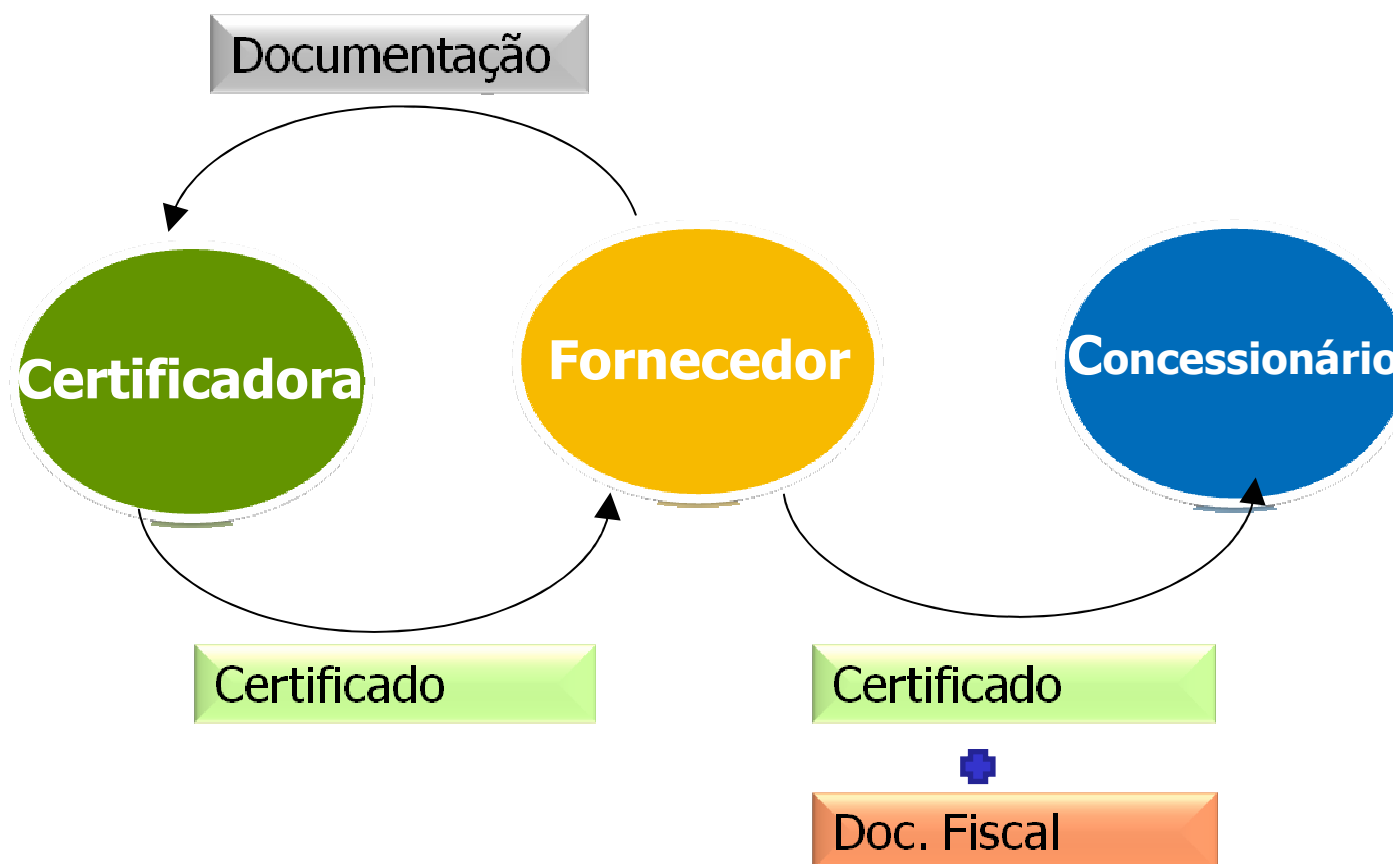 Documentação
Certificadora
Fornecedor
Concessionário
Certificado
Certificado
Doc. Fiscal